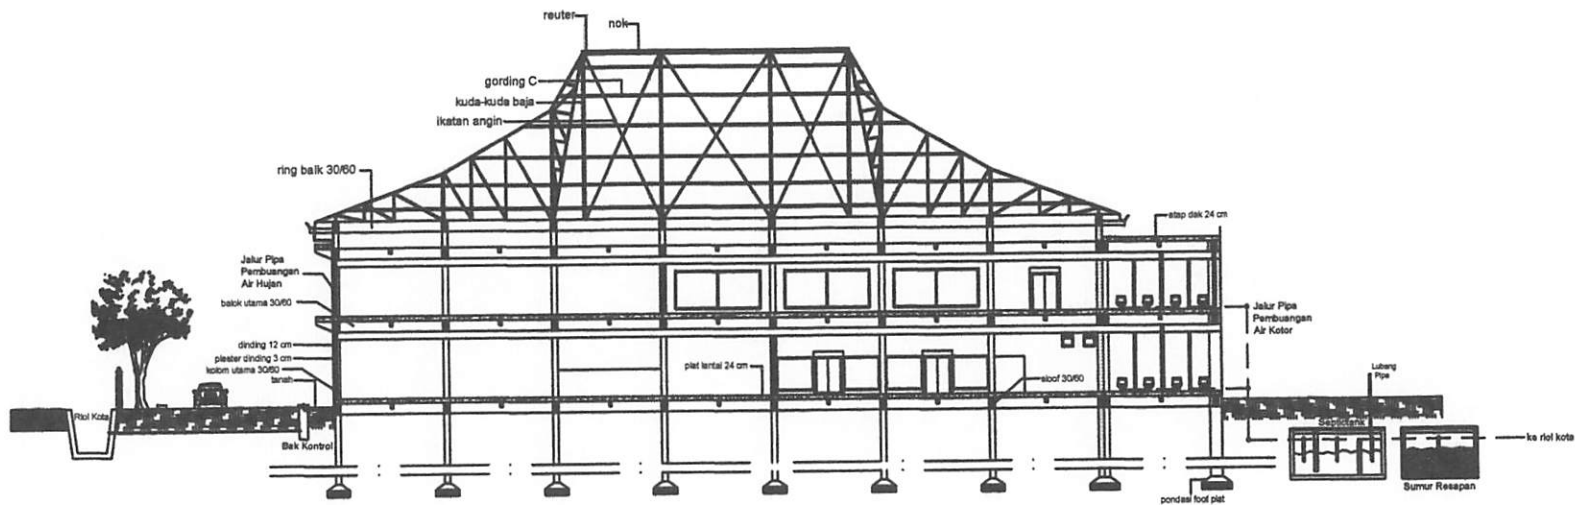 reuter
nok
gording C
kuda-kuda baja
ikatan angin
ring balk 30/60
atap dak 24 cm
Jalur Pipa
Pembuangan
Air Hujan
balok utama 30/60
Jalur Pipa
Pembuangan
Air Kotor
dinding 12 cm
plester dinding 3 cm
kolom utama 30/60
tanah
plat lantai 24 cm
sloof 30/60
Lubang
Pipa
Riol Kota
Bak Kontrol
Septictank
ke riol kota
Sumur Resapan
pondasi foot plat